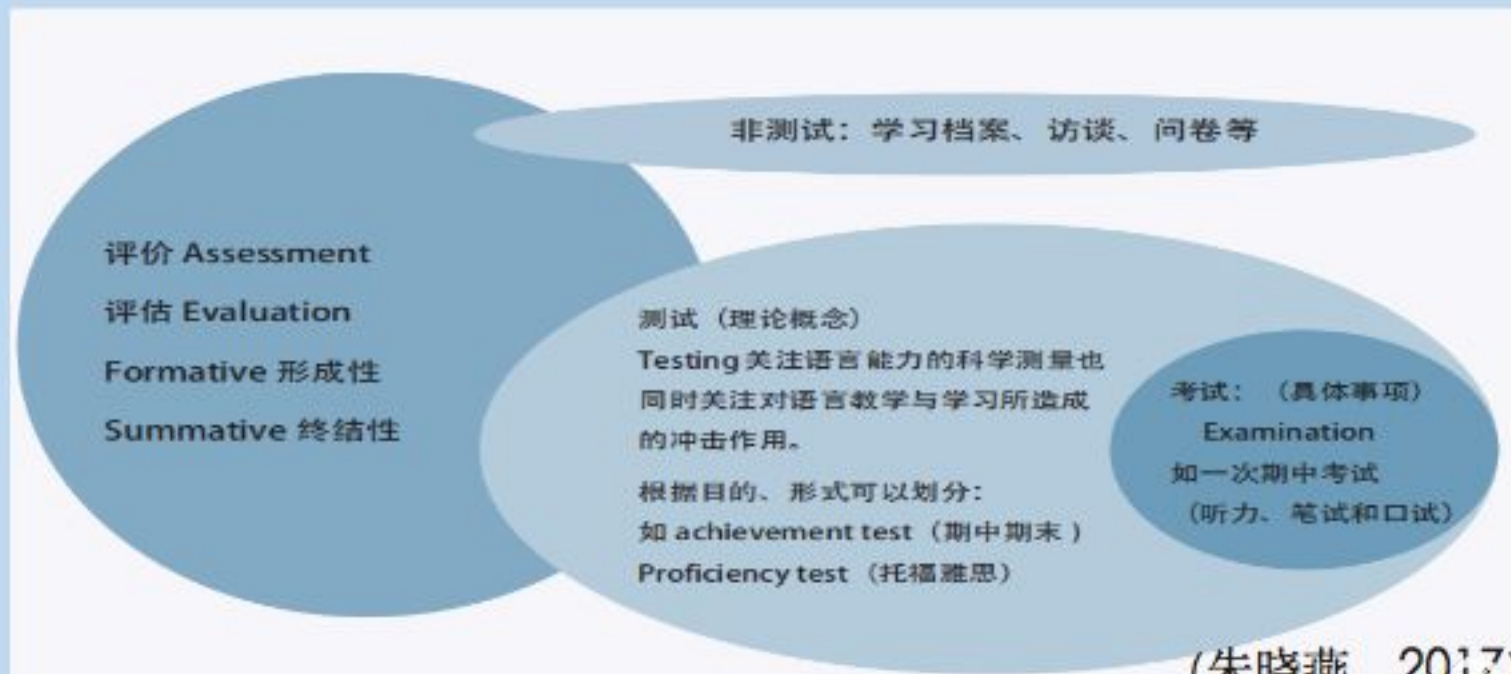 非测试：学习档案、访谈、问卷等
评价 Assessment
评估 Evaluation
Formative 形成性
Summative 终结性
测试（理论概念）
Testing 关注语言能力的科学测量也
同时关注对语言教学与学习所造成
的冲击作用。
根据目的、形式可以划分：
如 achievement test（期中期末 ）
Proficiency test（托福雅思）
考试：（具体事项）
Examination
如一次期中考试
（听力、笔试和口试）
（朱晓燕，2017）